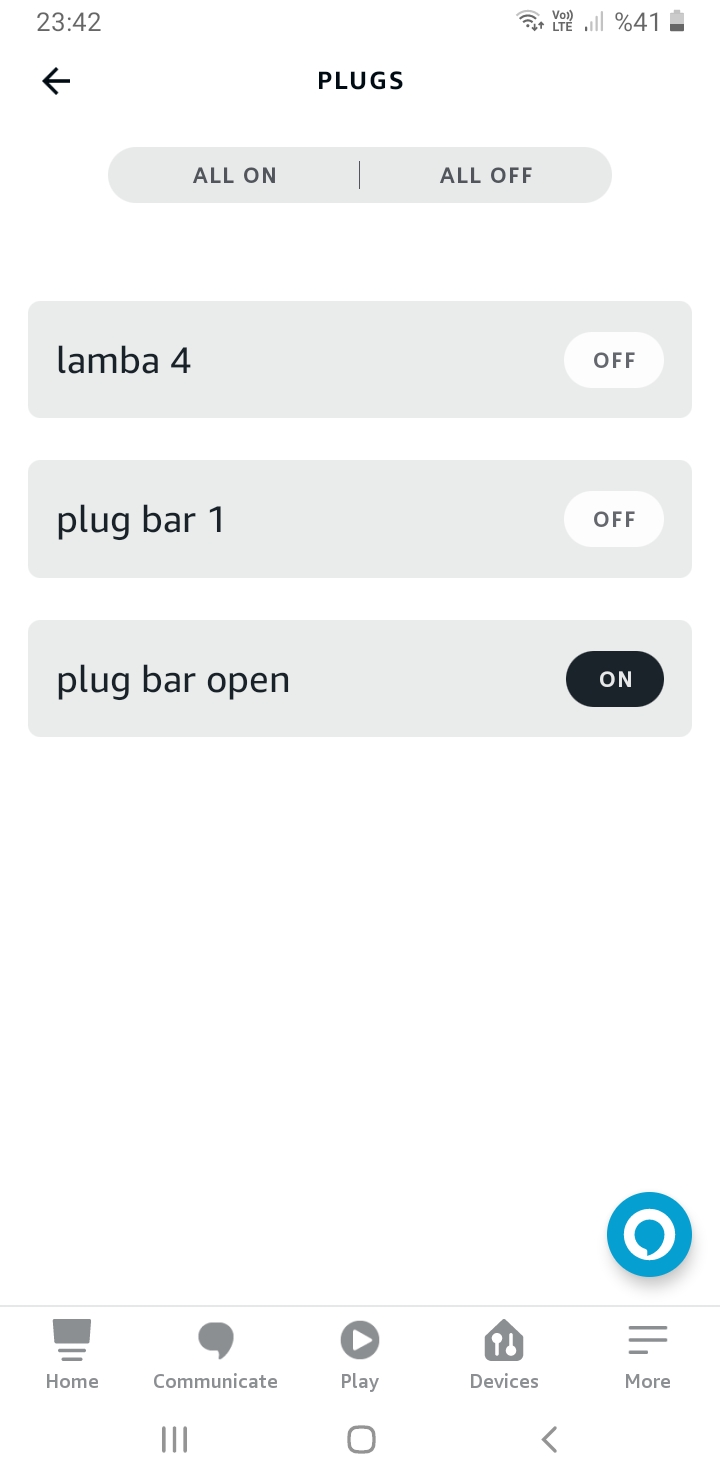 23:42
Vo)) LTE %41
PLUGS
ALL ON | ALL OFF
lamba 4 OFF
plug bar 1 OFF
plug bar open ON
Home Communicate Play Devices More